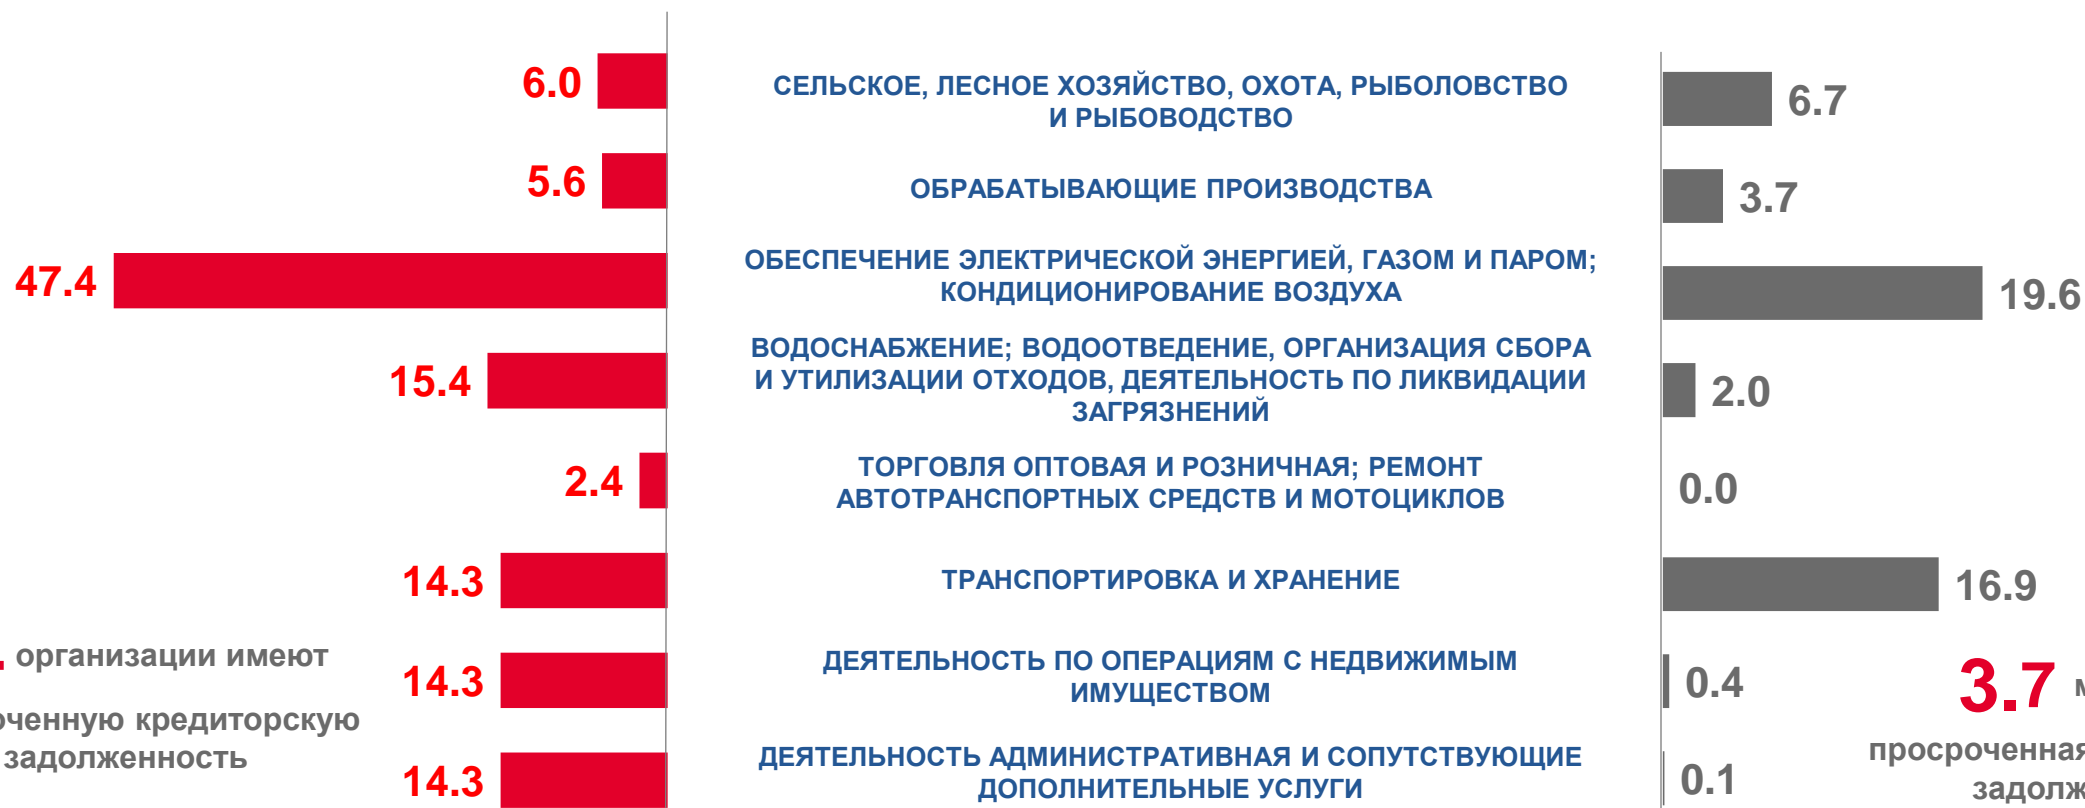 6.0
СЕЛЬСКОЕ, ЛЕСНОЕ ХОЗЯЙСТВО, ОХОТА, РЫБОЛОВСТВО
И РЫБОВОДСТВО
6.7
5.6
ОБРАБАТЫВАЮЩИЕ ПРОИЗВОДСТВА
3.7
47.4
ОБЕСПЕЧЕНИЕ ЭЛЕКТРИЧЕСКОЙ ЭНЕРГИЕЙ, ГАЗОМ И ПАРОМ;
КОНДИЦИОНИРОВАНИЕ ВОЗДУХА
19.6
15.4
ВОДОСНАБЖЕНИЕ; ВОДООТВЕДЕНИЕ, ОРГАНИЗАЦИЯ СБОРА
И УТИЛИЗАЦИИ ОТХОДОВ, ДЕЯТЕЛЬНОСТЬ ПО ЛИКВИДАЦИИ
ЗАГРЯЗНЕНИЙ
2.0
2.4
ТОРГОВЛЯ ОПТОВАЯ И РОЗНИЧНАЯ; РЕМОНТ
АВТОТРАНСПОРТНЫХ СРЕДСТВ И МОТОЦИКЛОВ
0.0
14.3
ТРАНСПОРТИРОВКА И ХРАНЕНИЕ
16.9
14.3
ДЕЯТЕЛЬНОСТЬ ПО ОПЕРАЦИЯМ С НЕДВИЖИМЫМ
ИМУЩЕСТВОМ
0.4
14.3
ДЕЯТЕЛЬНОСТЬ АДМИНИСТРАТИВНАЯ И СОПУТСТВУЮЩИЕ
ДОПОЛНИТЕЛЬНЫЕ УСЛУГИ
0.1
организации имеют
кредиторскую
задолженность
3.7
просроченная